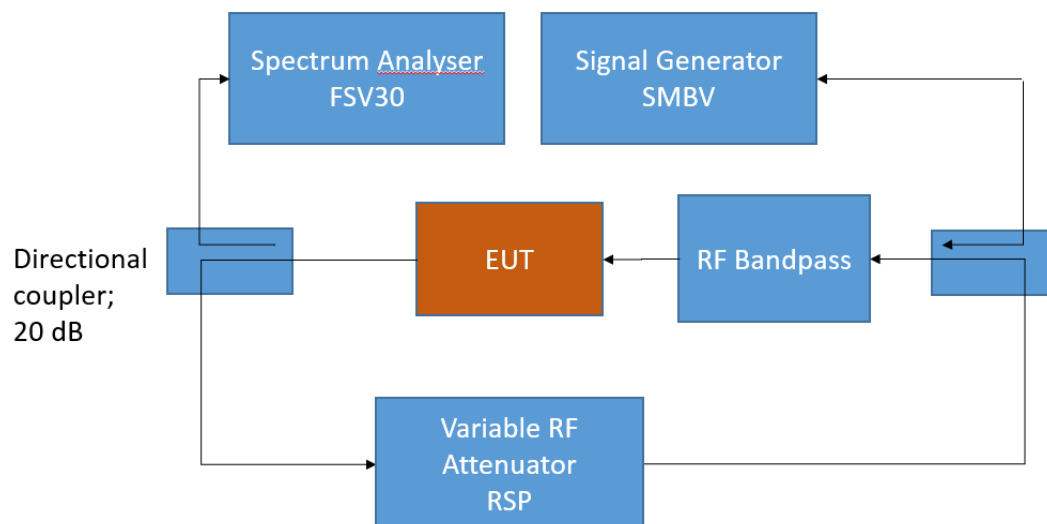 Spectrum Analyser
FSV30
Signal Generator
SMBV
Directional
coupler;
20 dB
EUT
RF Bandpass
Variable RF
Attenuator
RSP